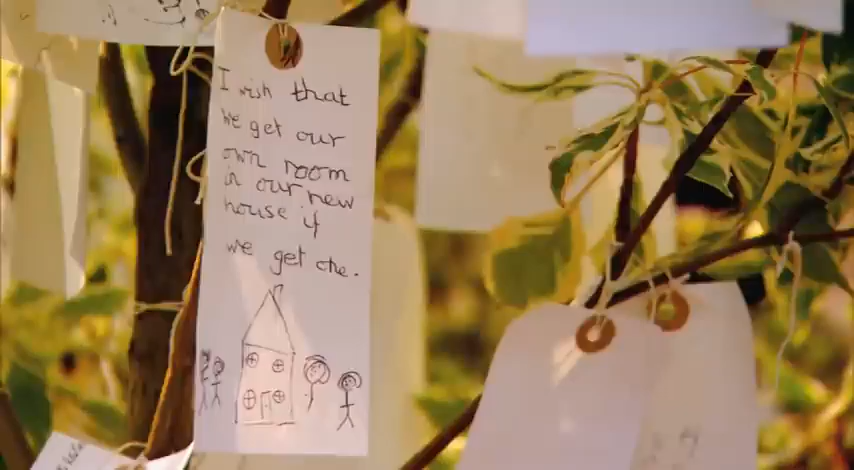 I wish that
we get our
own room
in our new
house if
we get one.